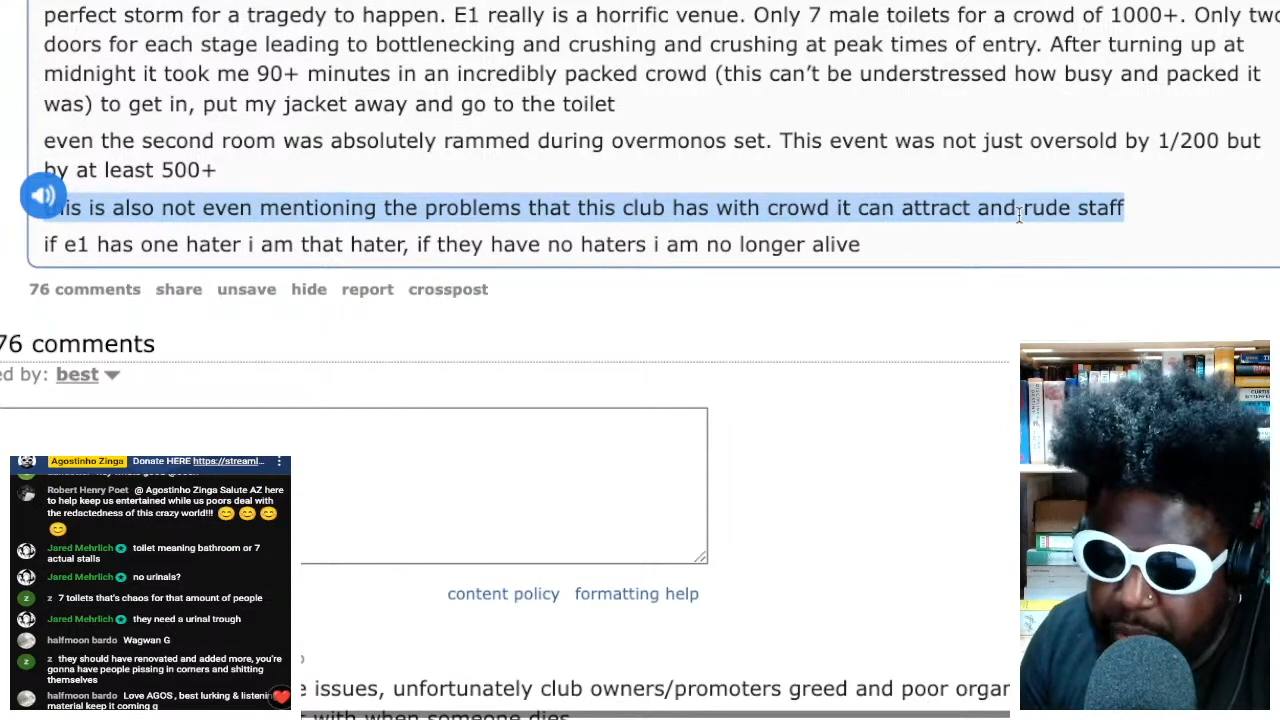 perfect storm for a tragedy to happen. E1 really is a horrific venue. Only 7 male toilets for a crowd of 1000+. Only two
doors for each stage leading to bottlenecking and crushing and crushing at peak times of entry. After turning up at
midnight it took me 90+ minutes in an incredibly packed crowd (this can't be understressed how busy and packed it
was) to get in, put my jacket away and go to the toilet
even the second room was absolutely rammed during overmonos set. This event was not just oversold by 1/200 but
by at least 500+
this is also not even mentioning the problems that this club has with crowd it can attract and rude staff
if e1 has one hater i am that hater, if they have no haters i am no longer alive
76 comments share unsave hide report crosspost
76 comments
ed by: best
content policy formatting help
e issues, unfortunately club owners/promoters greed and poor organ
with when someone dies
Agostinho Zinga Donate HERE https://streaml...
Robert Henry Poet @ Agostinho Zinga Salute AZ here
to help keep us entertained while us poors deal with
the redactedness of this crazy world!!!
Jared Mehrlich toilet meaning bathroom or 7
actual stalls
Jared Mehrlich no urinals?
z z 7 toilets that's chaos for that amount of people
Jared Mehrlich they need a urinal trough
halfmoon bardo Wagwan G
z z they should have renovated and added more, you're
gonna have people pissing in corners and shitting
themselves
halfmoon bardo Love AGOS , best lurking & listenin
material keep it coming g